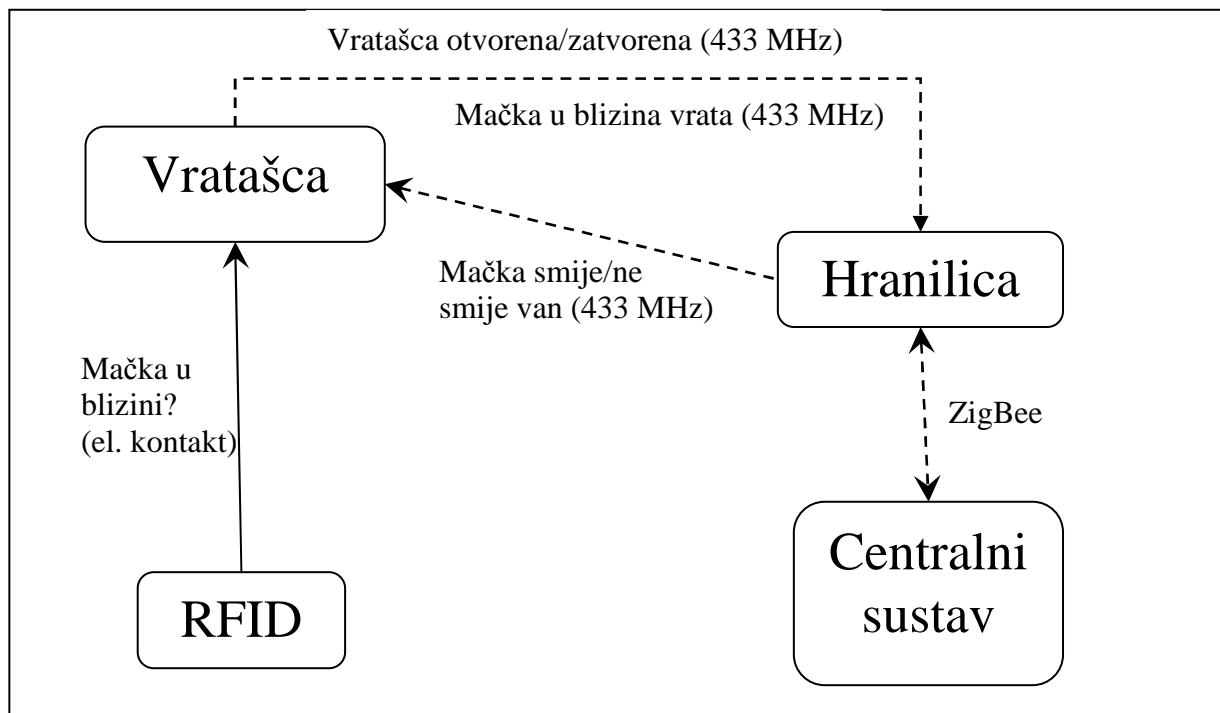 Vratašca otvorena/zatvorena (433 MHz)
Mačka u blizina vrata (433 MHz)
Vratašca
Mačka smije/ne
smije van (433 MHz)
Hranilica
Mačka u
blizini?
(el. kontakt)
ZigBee
RFID
Centralni
sustav